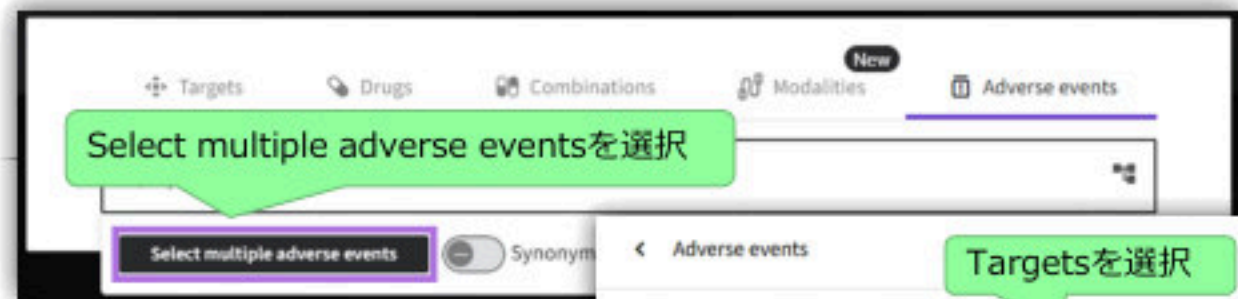 New
Targets
Drugs
Combinations
Modalities
Adverse events
Select multiple adverse eventsを選択
Select multiple adverse events
Synonym
Adverse events
Targetsを選択